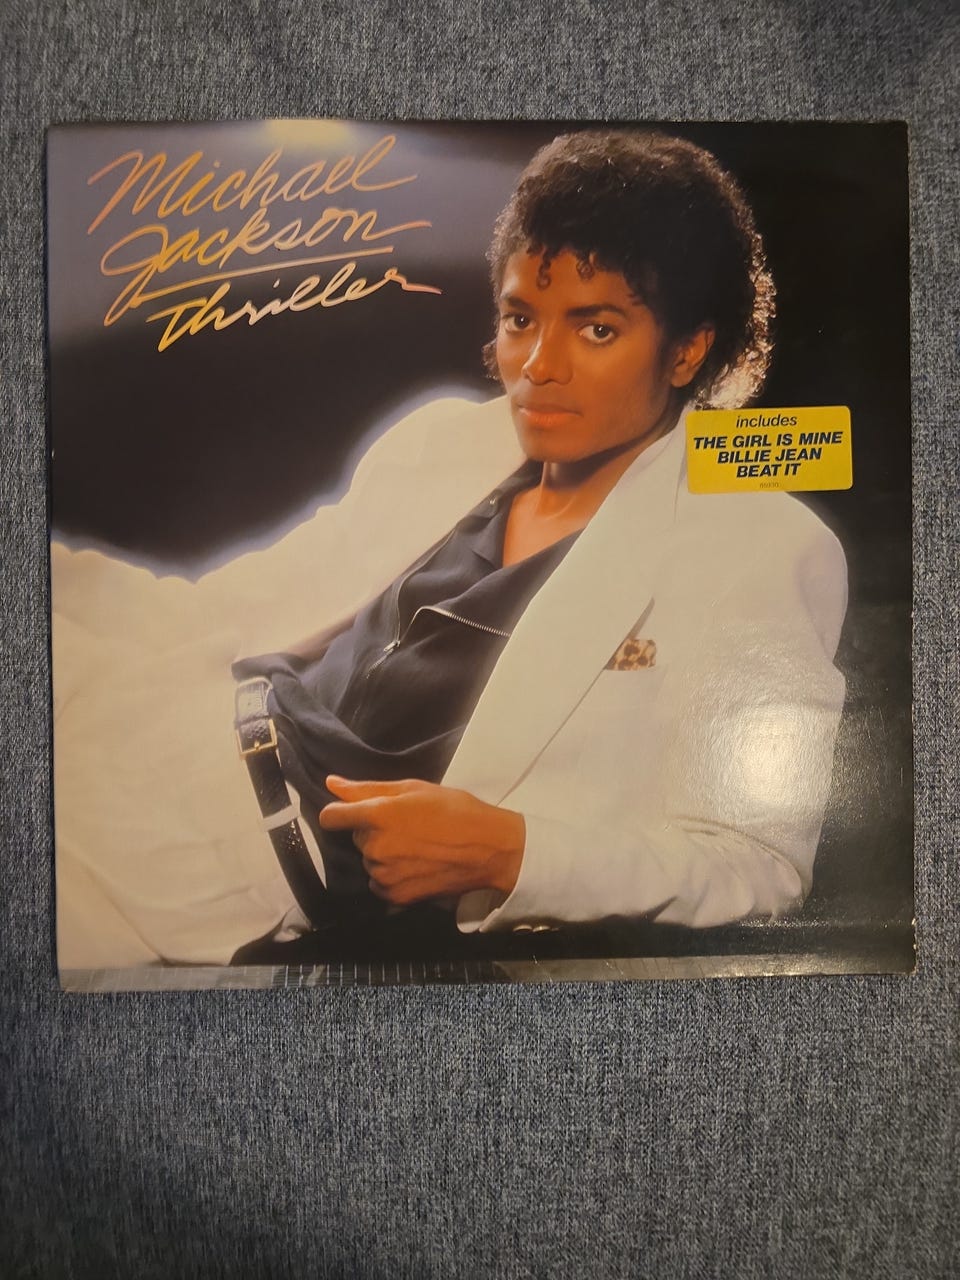 Michael
Jackson
Thriller
includes
THE GIRL IS MINE
BILLIE JEAN
BEAT IT